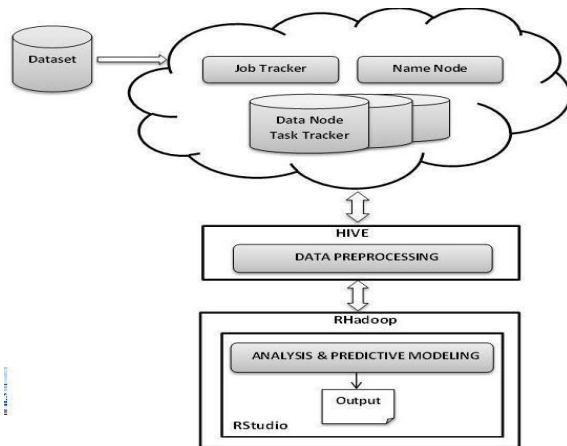 Dataset
Job Tracker
Name Node
Data Node
Task Tracker
HIVE
DATA PREPROCESSING
RHadoop
ANALYSIS & PREDICTIVE MODELING
Output
RStudio